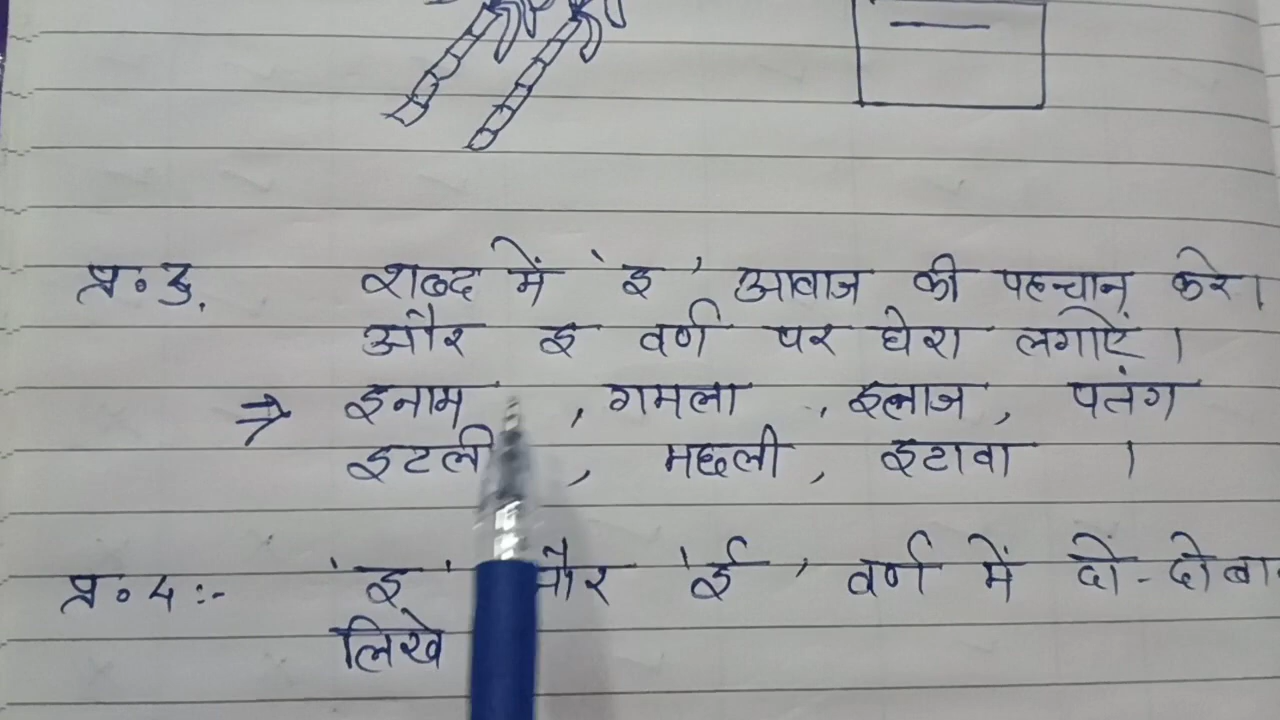 प्र॰ 3. शब्द में 'इ' आवाज की पहचान करे।
और इ वर्ण पर घेरा लगाऐं।
⇒ इनाम , गमला , इलाज , पतंग
इटली , मछली , इटावा ।
प्र॰ 4 :- 'इ' और 'ई' वर्ण में दो-दो
लिखे